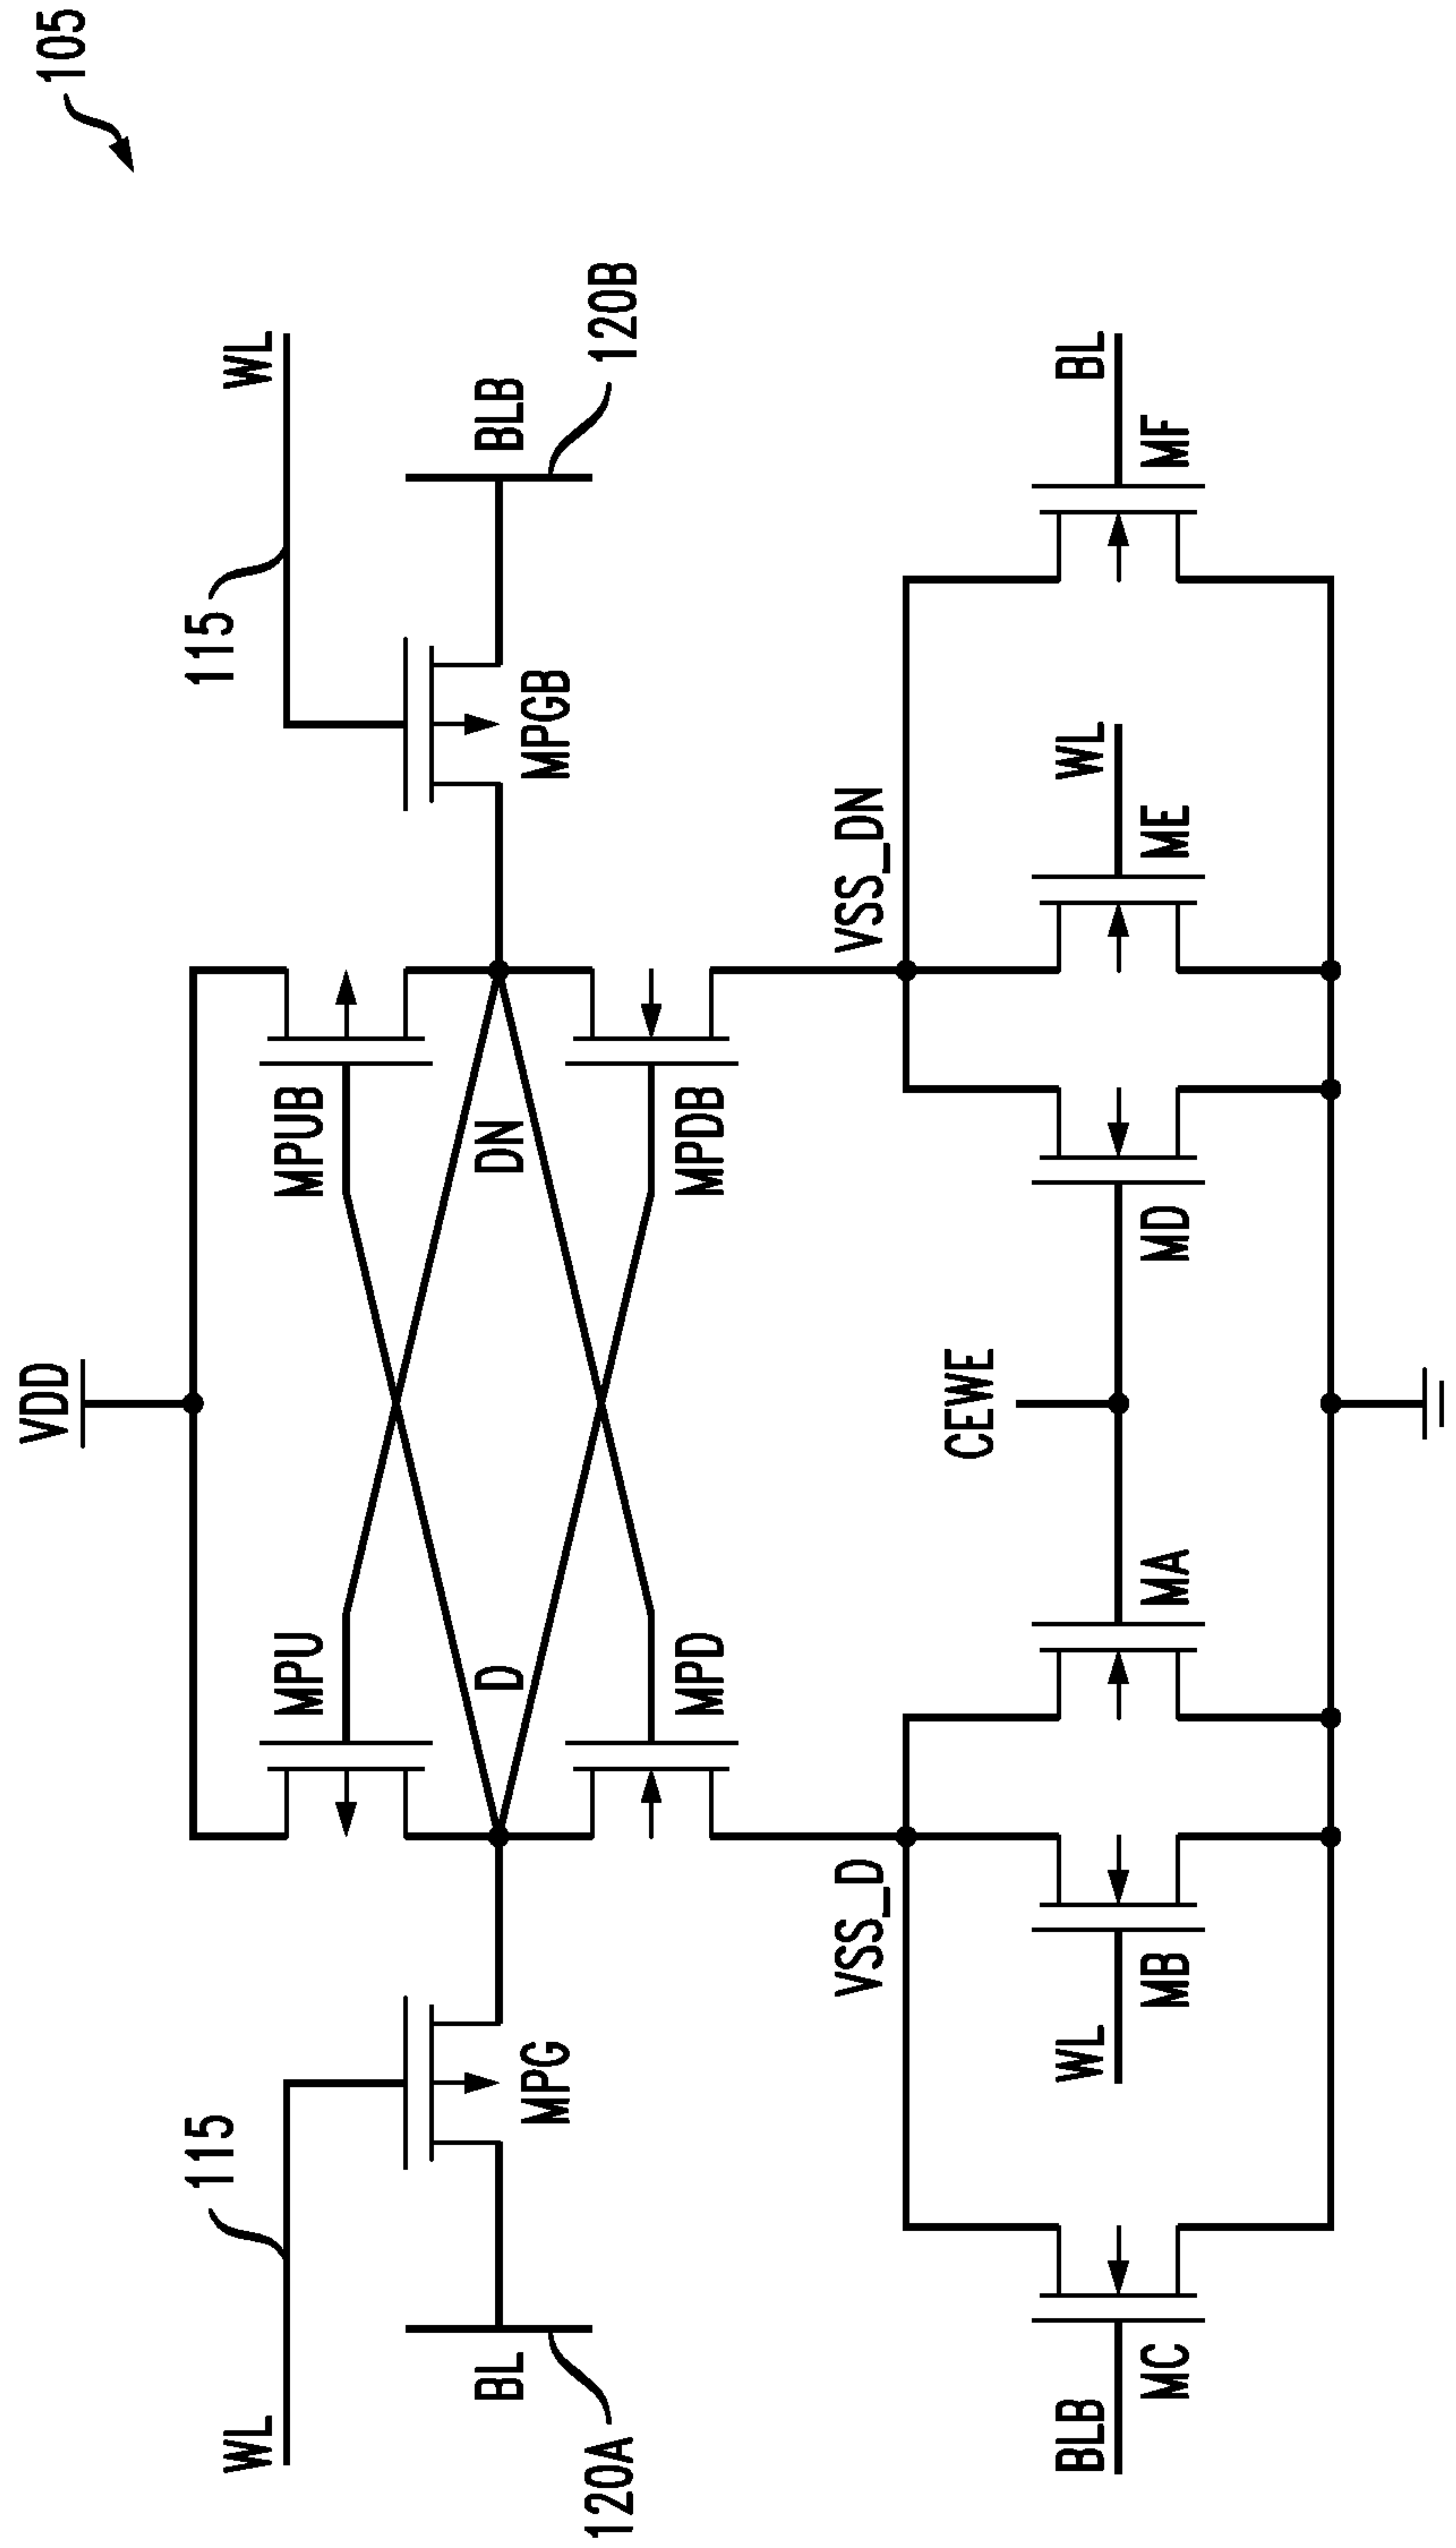 105
VDD
WL
115
WL
115
MPU
MPUB
BL
120A
MPG
D
DN
MPGB
BLB
120B
MPD
MPDB
VSS_D
VSS_DN
CEWE
BLB
MC
WL
MB
MA
MD
WL
ME
BL
MF